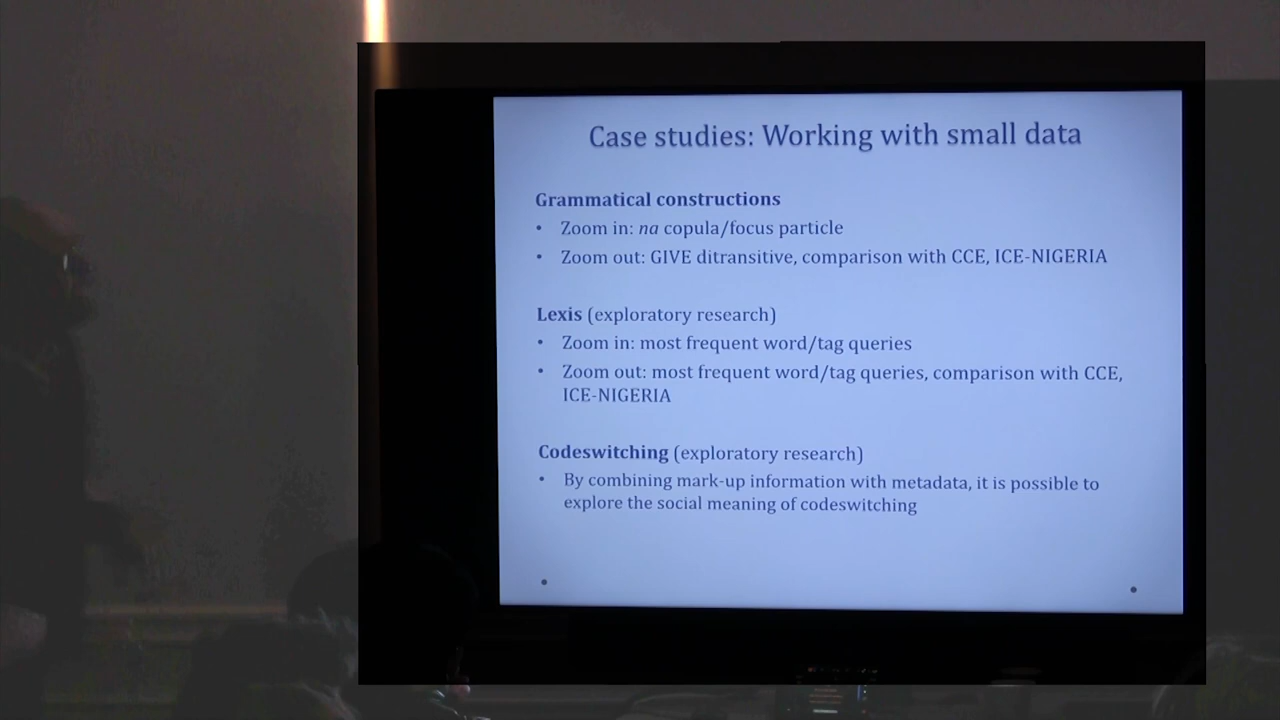 Case studies: Working with small data
Grammatical constructions
• Zoom in: na copula/focus particle
• Zoom out: GIVE ditransitive, comparison with CCE, ICE-NIGERIA
Lexis (exploratory research)
• Zoom in: most frequent word/tag queries
• Zoom out: most frequent word/tag queries, comparison with CCE,
ICE-NIGERIA
Codeswitching (exploratory research)
• By combining mark-up information with metadata, it is possible to
explore the social meaning of codeswitching